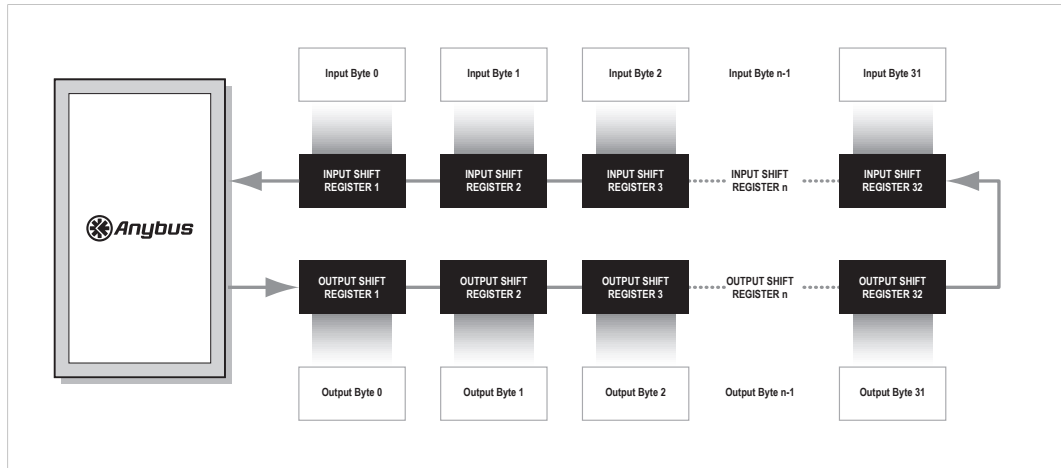 Input Byte 0
Input Byte 1
Input Byte 2
Input Byte n-1
Input Byte 31
INPUT SHIFT
REGISTER 1
INPUT SHIFT
REGISTER 2
INPUT SHIFT
REGISTER 3
INPUT SHIFT
REGISTER n
INPUT SHIFT
REGISTER 32
Anybus
OUTPUT SHIFT
REGISTER 1
OUTPUT SHIFT
REGISTER 2
OUTPUT SHIFT
REGISTER 3
OUTPUT SHIFT
REGISTER n
OUTPUT SHIFT
REGISTER 32
Output Byte 0
Output Byte 1
Output Byte 2
Output Byte n-1
Output Byte 31